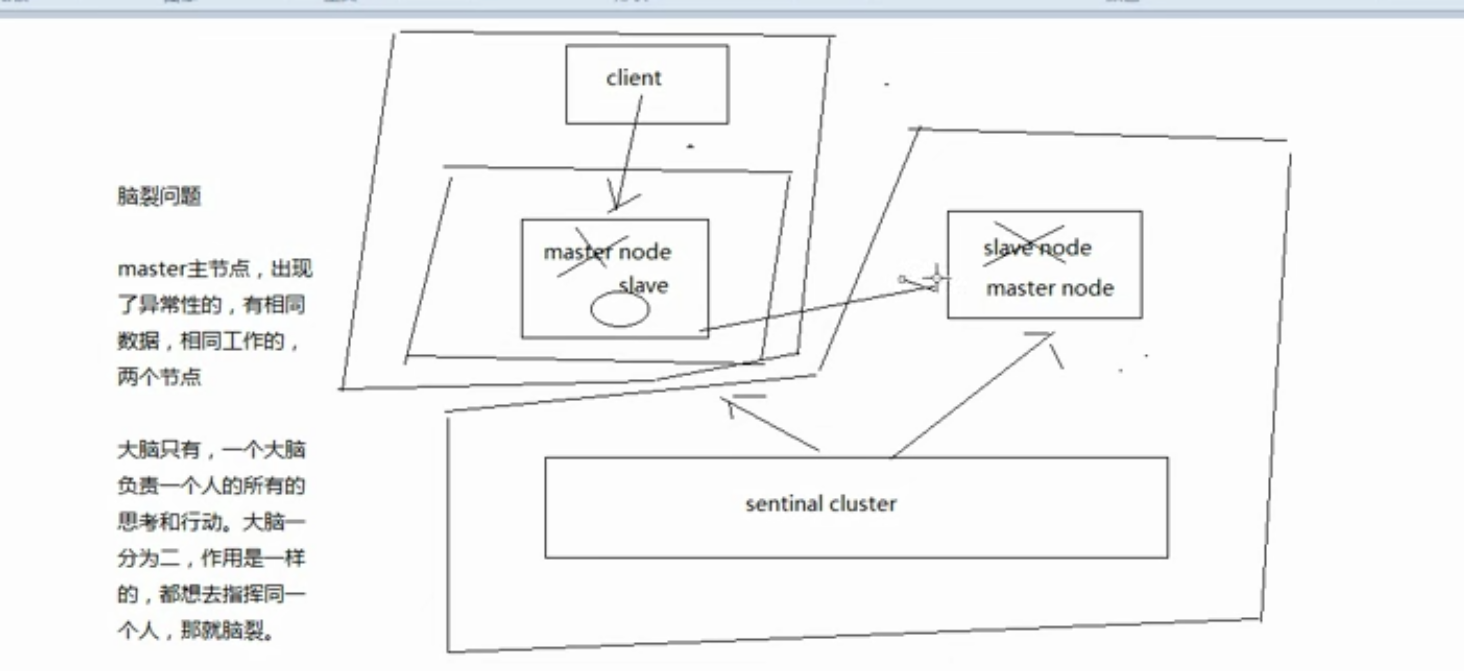 脑裂问题
master主节点，出现
了异常性的，有相同
数据，相同工作的，
两个节点
大脑只有，一个大脑
负责一个人的所有的
思考和行动。大脑一
分为二，作用是一样
的，都想去指挥同一
个人，那就脑裂。
client
master node
slave
slave node
master node
sentinal cluster